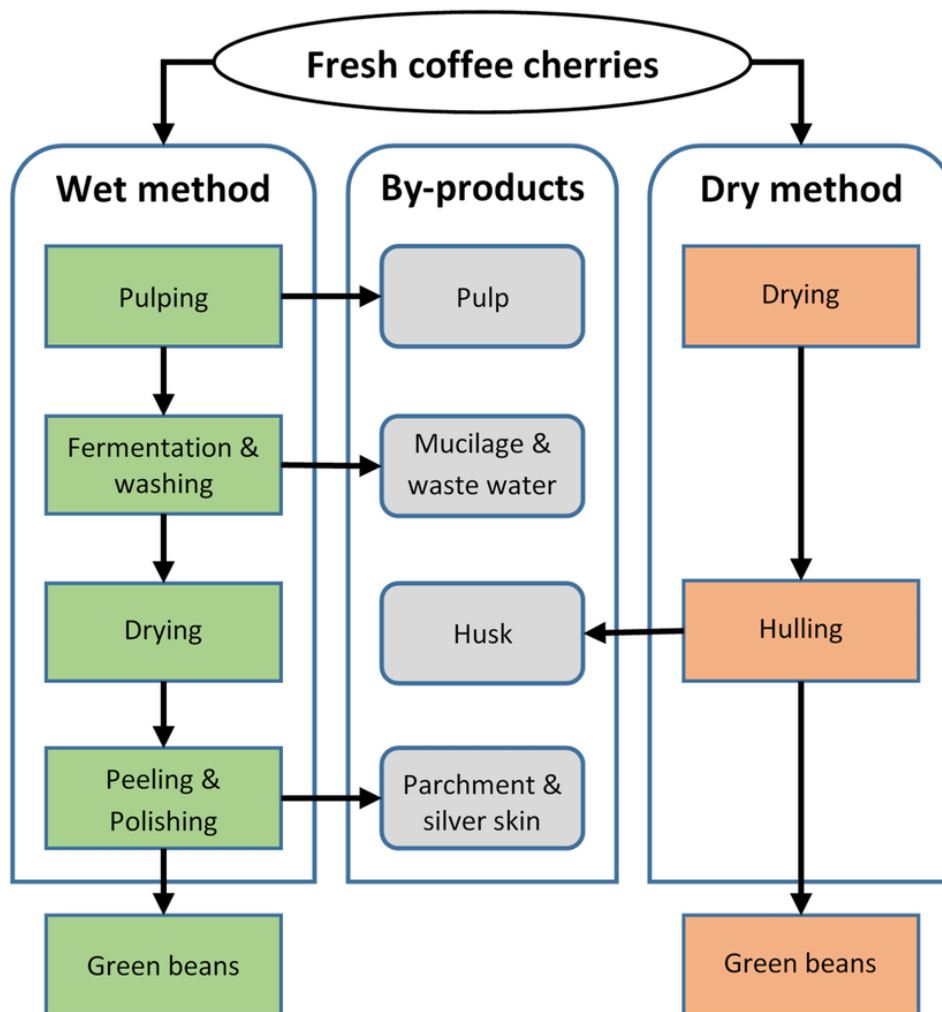 Fresh coffee cherries
Wet method
By-products
Dry method
Pulping
Pulp
Drying
Fermentation &
washing
Mucilage &
waste water
Drying
Husk
Hulling
Peeling &
Polishing
Parchment &
silver skin
Green beans
Green beans